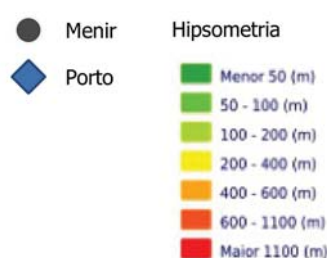 Menir
Porto
Hipsometria
Menor 50 (m)
50 - 100 (m)
100 - 200 (m)
200 - 400 (m)
400 - 600 (m)
600 - 1100 (m)
Maior 1100 (m)